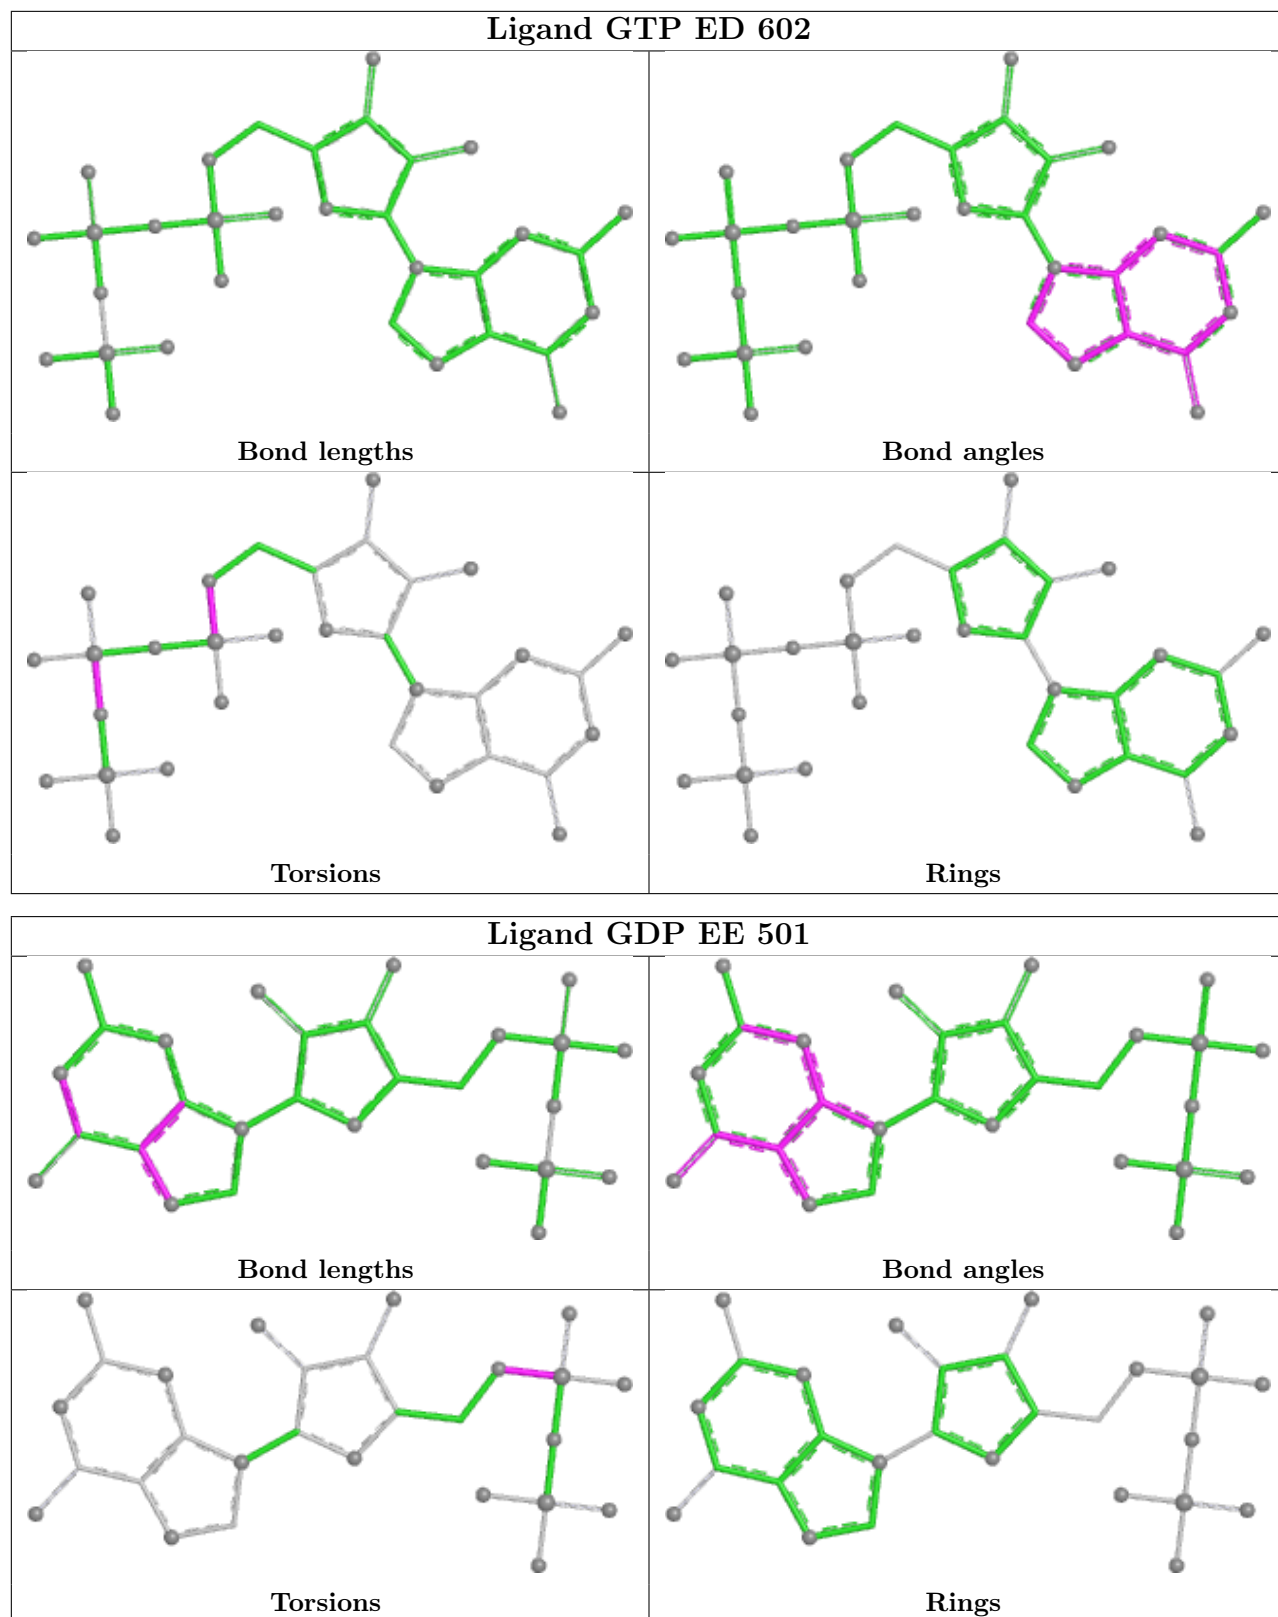 Ligand GTP ED 602
Bond lengths
Bond angles
Torsions
Rings
Ligand GDP EE 501
Bond lengths
Bond angles
Torsions
Rings